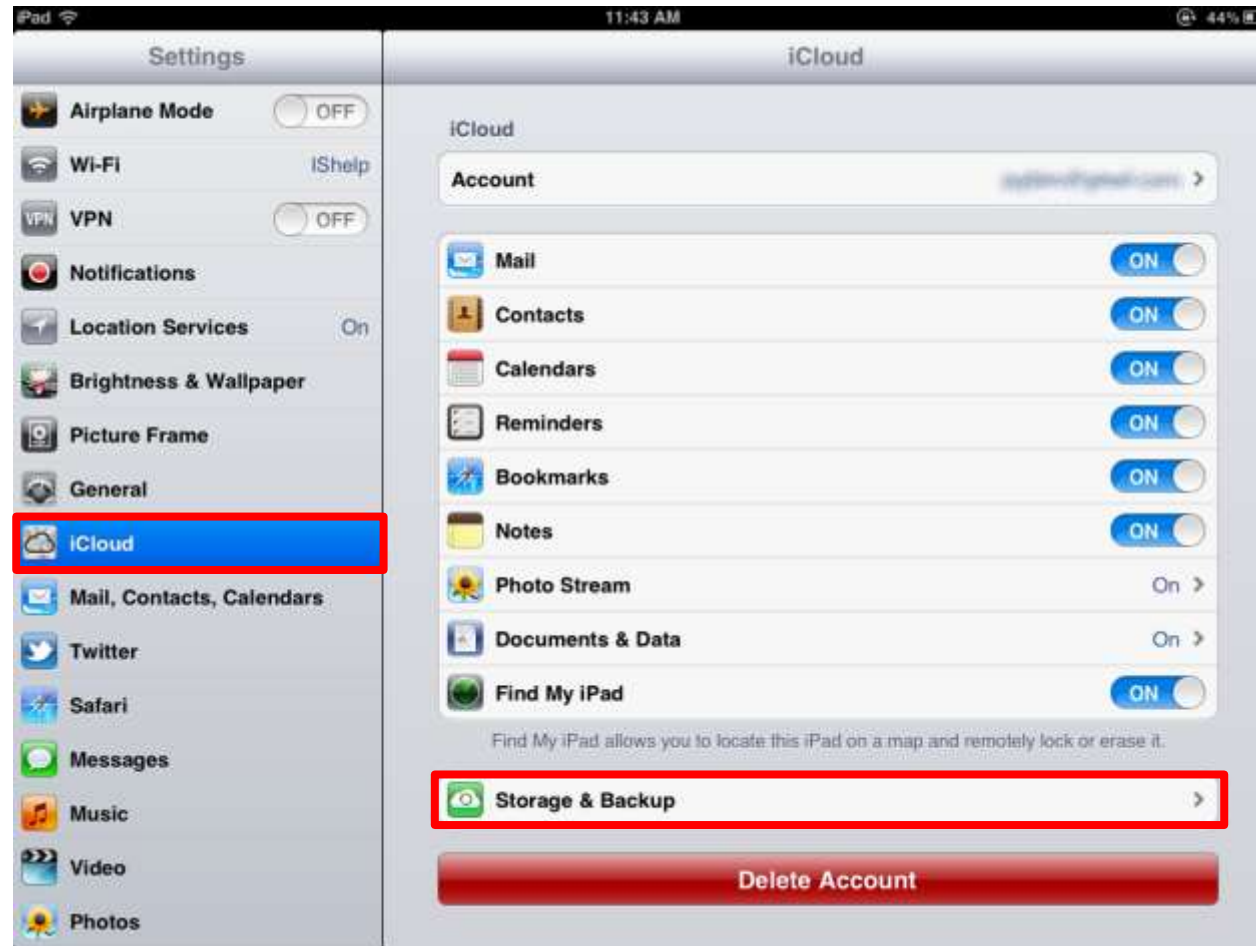 iPad 11:43 AM 44%
Settings
Airplane Mode OFF
Wi-Fi IShelp
VPN VPN OFF
Notifications
Location Services On
Brightness & Wallpaper
Picture Frame
General
iCloud
Mail, Contacts, Calendars
Twitter
Safari
Messages
Music
Video
Photos
iCloud
iCloud
Account
Mail ON
Contacts ON
Calendars ON
Reminders ON
Bookmarks ON
Notes ON
Photo Stream On
Documents & Data On
Find My iPad ON
Find My iPad allows you to locate this iPad on a map and remotely lock or erase it.
Storage & Backup
Delete Account